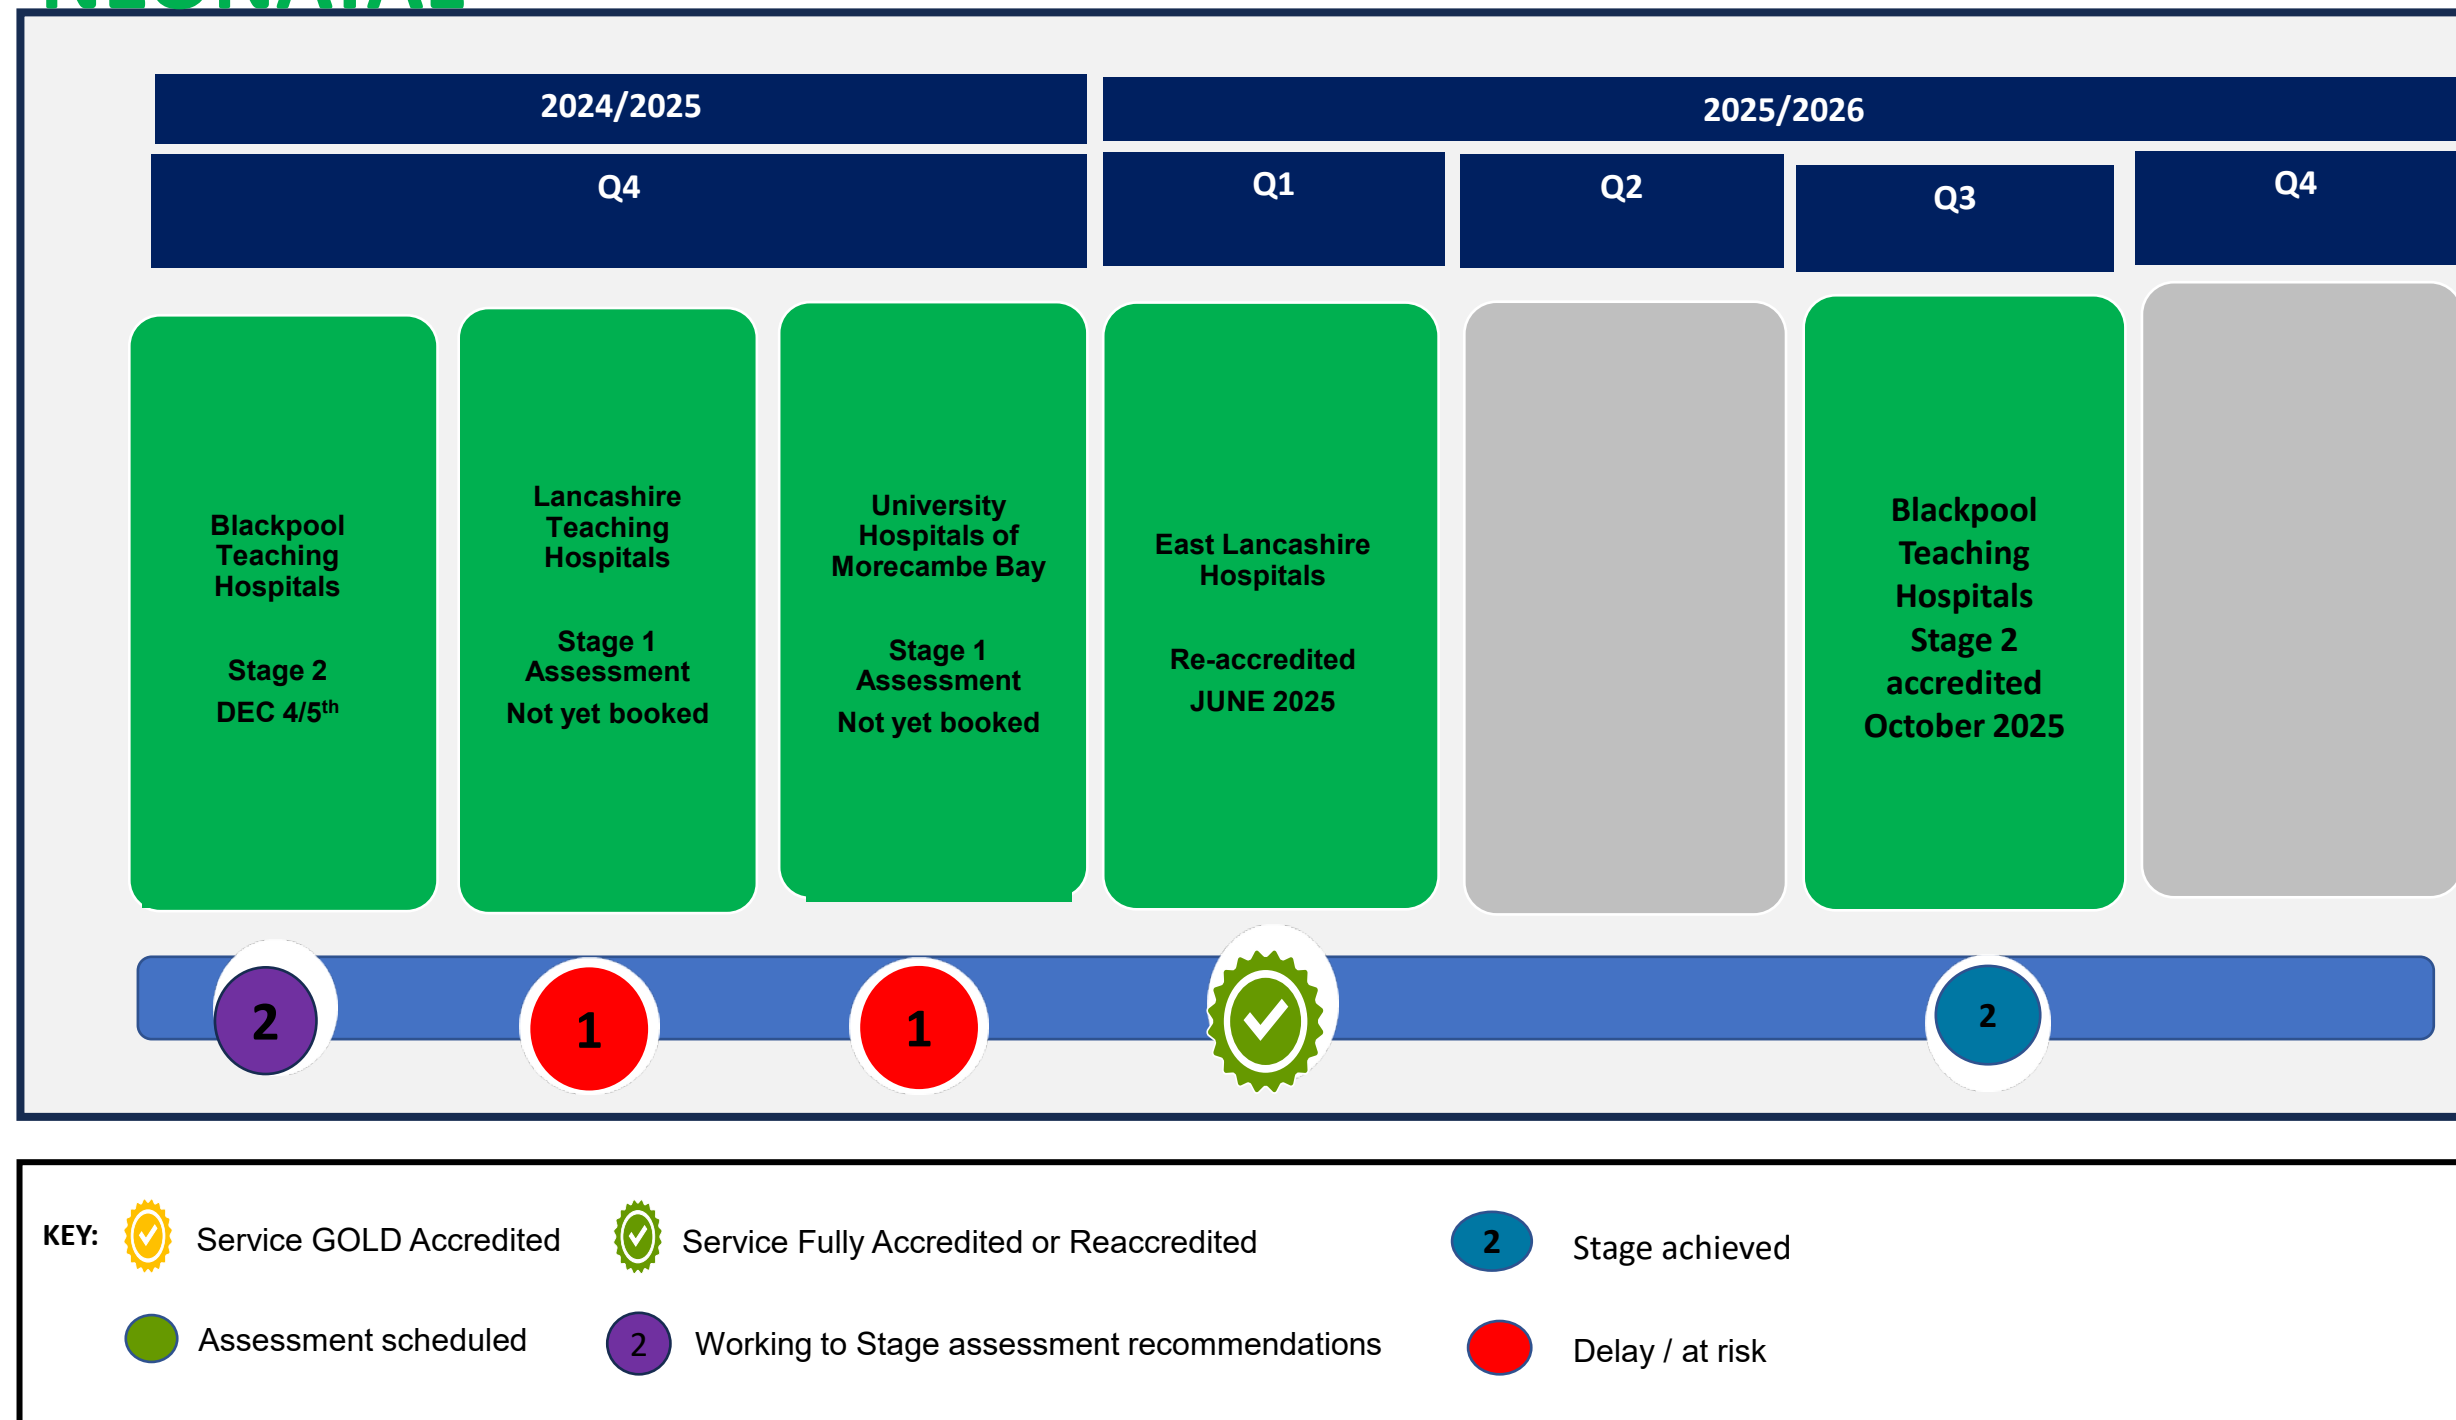 NEONATAL
2024/2025
2025/2026
Q4
Q1
Q2
Q3
Q4
Blackpool
Teaching
Hospitals
Stage 2
DEC 4/5th
Lancashire
Teaching
Hospitals
Stage 1
Assessment
Not yet booked
University
Hospitals of
Morecambe Bay
Stage 1
Assessment
Not yet booked
East Lancashire
Hospitals
Re-accredited
JUNE 2025
Blackpool
Teaching
Hospitals
Stage 2
accredited
October 2025
2
1
1
2
KEY:
Service GOLD Accredited
Service Fully Accredited or Reaccredited
2
Stage achieved
Assessment scheduled
2
Working to Stage assessment recommendations
Delay / at risk